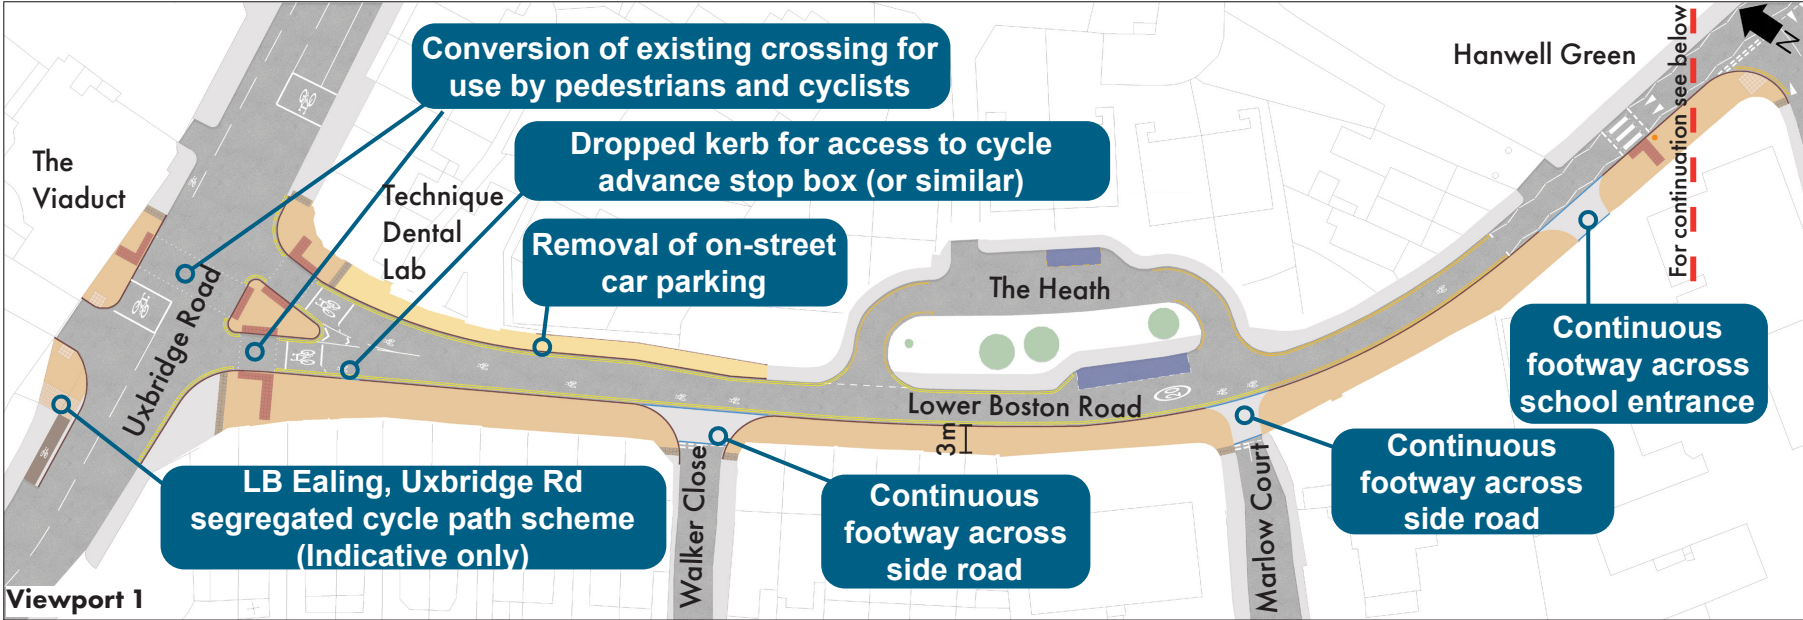 Conversion of existing crossing for
use by pedestrians and cyclists
Hanwell Green
For continuation see below
N
The
Viaduct
Dropped kerb for access to cycle
advance stop box (or similar)
Technique
Dental
Lab
Removal of on-street
car parking
Uxbridge Road
The Heath
20
Lower Boston Road
3m
Continuous
footway across
school entrance
LB Ealing, Uxbridge Rd
segregated cycle path scheme
(Indicative only)
Walker Close
Continuous
footway across
side road
Marlow Court
Continuous
footway across
side road
Viewport 1